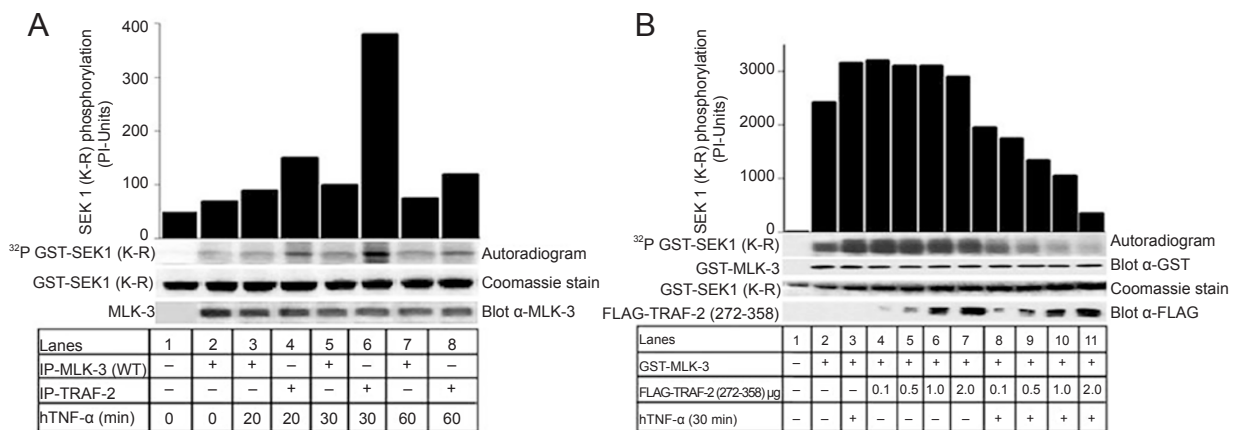 A
SEK 1 (K-R) phosphorylation
(PI-Units)
400
300
200
100
0
32P GST-SEK1 (K-R)
Autoradiogram
GST-SEK1 (K-R)
Coomassie stain
MLK-3
Blot α-MLK-3
Lanes 1 2 3 4 5 6 7 8
IP-MLK-3 (WT) – + + – + – + –
IP-TRAF-2 – – – + – + – +
hTNF-α (min) 0 0 20 20 30 30 60 60
B
SEK 1 (K-R) phosphorylation
(PI-Units)
3000
2000
1000
0
32P GST-SEK1 (K-R)
Autoradiogram
GST-MLK-3
Blot α-GST
GST-SEK1 (K-R)
Coomassie stain
FLAG-TRAF-2 (272-358)
Blot α-FLAG
Lanes 1 2 3 4 5 6 7 8 9 10 11
GST-MLK-3 – + + + + + + + + + +
FLAG-TRAF-2 (272-358) μg – – – 0.1 0.5 1.0 2.0 0.1 0.5 1.0 2.0
hTNF-α (30 min) – – + – – – – + + + +